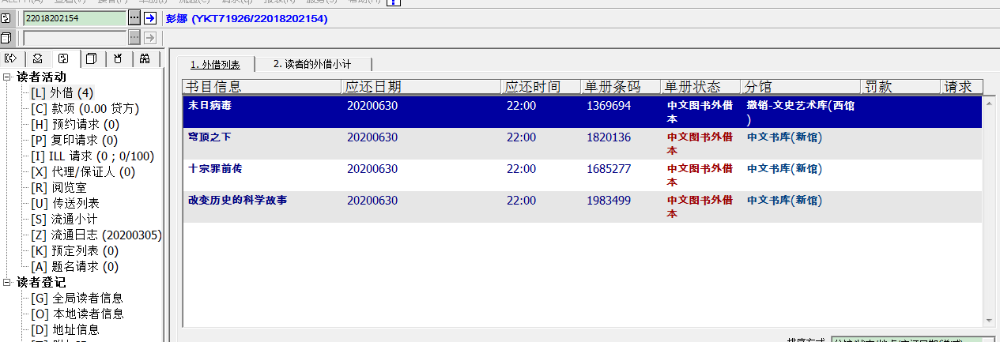 22018202154 ... 彭娜 (YKT71926/22018202154)
...
1. 外借列表 2. 读者的外借小计
读者活动
[L] 外借 (4)
[C] 款项 (0.00 贷方)
[H] 预约请求 (0)
[P] 复印请求 (0)
[I] ILL 请求 (0 ; 0/100)
[X] 代理/保证人 (0)
[R] 阅览室
[U] 传送列表
[S] 流通小计
[Z] 流通日志 (20200305)
[K] 预定列表 (0)
[A] 题名请求 (0)
读者登记
[G] 全局读者信息
[O] 本地读者信息
[D] 地址信息
书目信息 应还日期 应还时间 单册条码 单册状态 分馆 罚款 请求
末日病毒 20200630 22:00 1369694 中文图书外借 撤销-文史艺术库(西馆
本 )
穹顶之下 20200630 22:00 1820136 中文图书外借 中文书库(新馆)
本
十宗罪前传 20200630 22:00 1685277 中文图书外借 中文书库(新馆)
本
改变历史的科学故事 20200630 22:00 1983499 中文图书外借 中文书库(新馆)
本